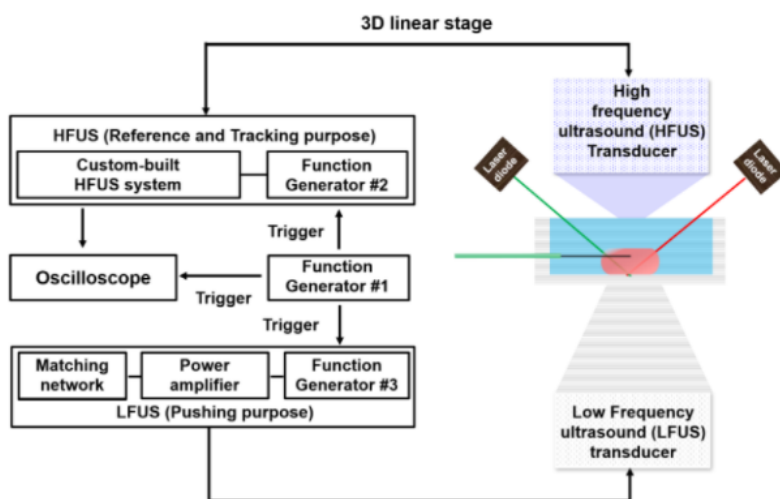 3D linear stage
HFUS (Reference and Tracking purpose)
Custom-built
HFUS system
Function
Generator #2
Trigger
Oscilloscope
Trigger
Function
Generator #1
Trigger
Matching
network
Power
amplifier
Function
Generator #3
LFUS (Pushing purpose)
High
frequency
ultrasound (HFUS)
Transducer
Laser
diode
Laser
diode
Low Frequency
ultrasound (LFUS)
transducer